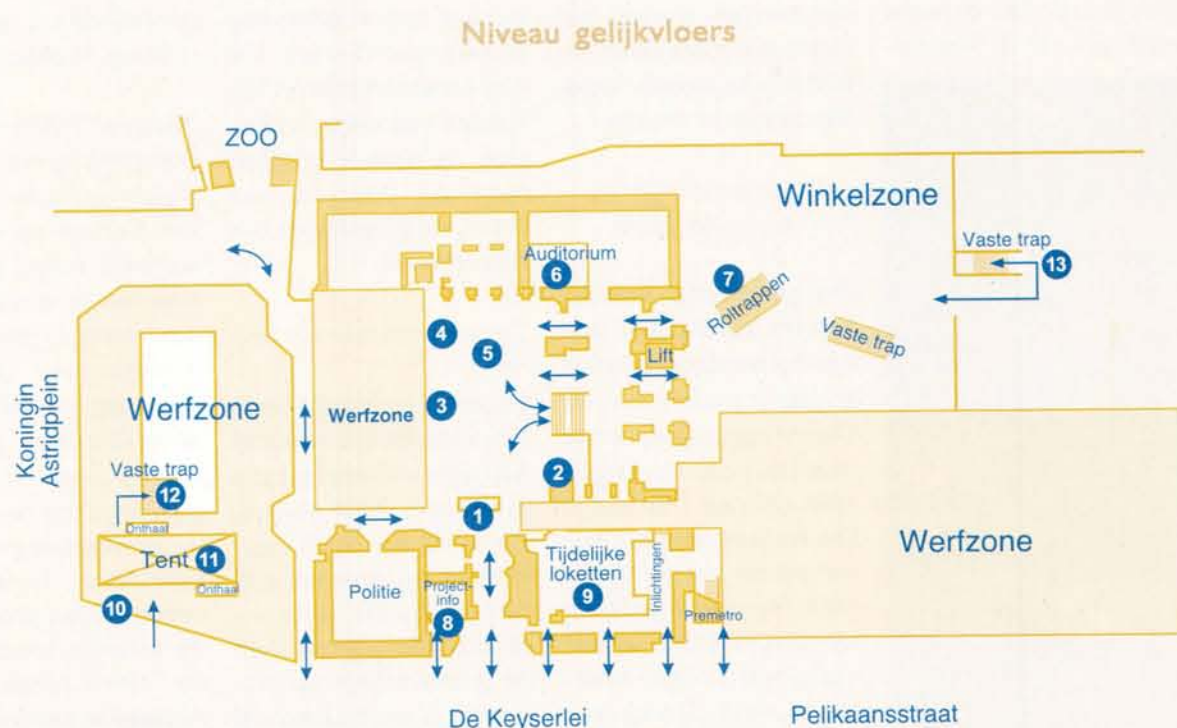 Niveau gelijkvloers
ZOO
Winkelzone
Vaste trap
13
Auditorium
6
7
Roltrappen
Vaste trap
4
5
Lift
Koningin
Astridplein
Werfzone
Werfzone
3
Vaste trap
12
2
Onthaal
1
Tent
11
Onthaal
10
Politie
Project-
info
8
Tijdelijke
loketten
9
Inlichtingen
Premetro
Werfzone
De Keyserlei
Pelikaansstraat